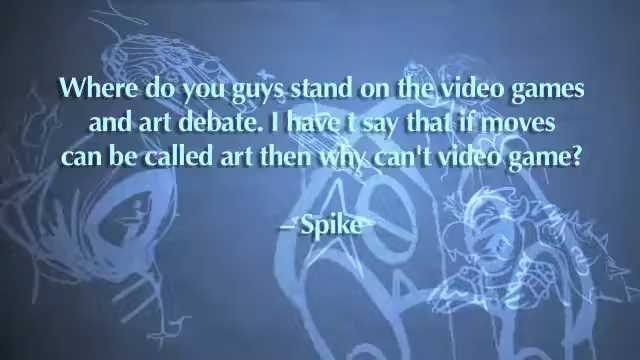 Where do you guys stand on the video games
and art debate. I have t say that if moves
can be called art then why can't video game?
– Spike